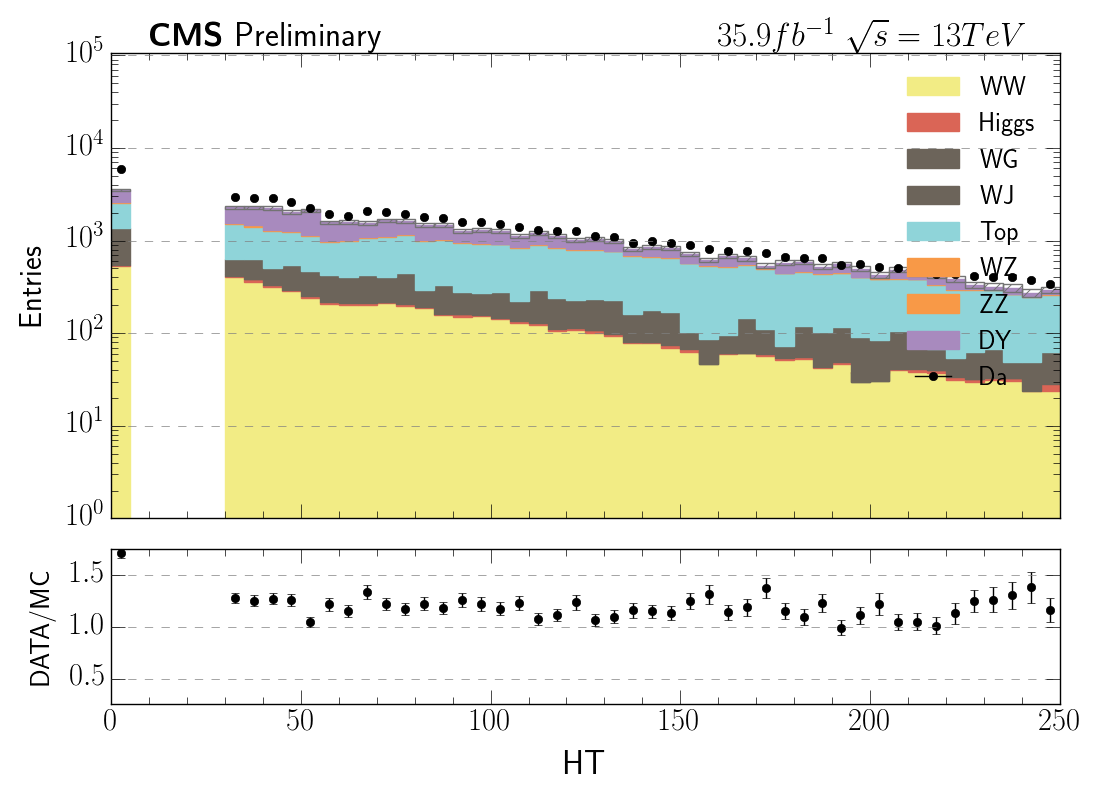 CMS Preliminary 35.9fb⁻¹ √s = 13TeV
Entries
10⁵
10⁴
10³
10²
10¹
10⁰
WW
Higgs
WG
WJ
Top
WZ
ZZ
DY
Da
DATA/MC
1.5
1.0
0.5
0 50 100 150 200 250
HT